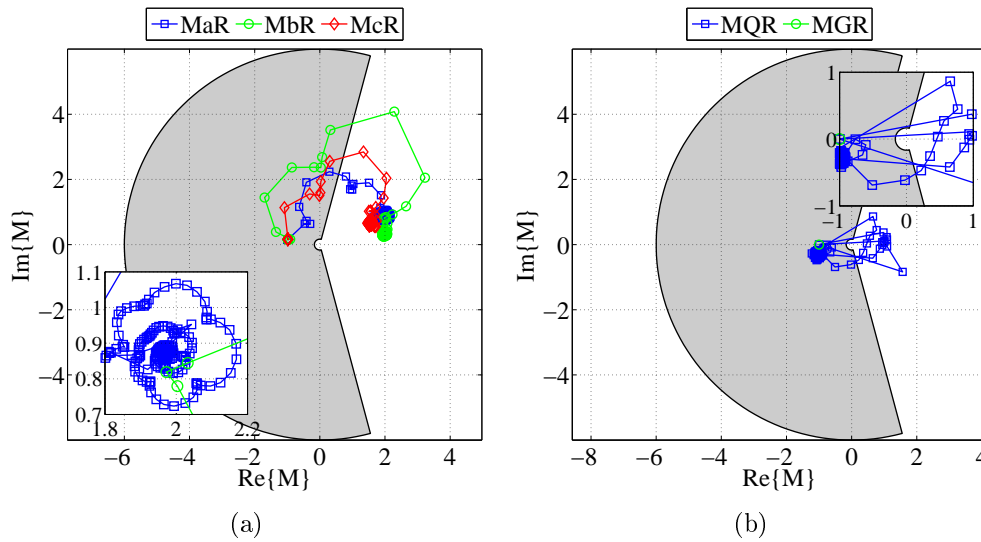 MaR MbR McR
Im{M}
4
2
0
−2
−4
−6 −4 −2 0 2 4
Re{M}
1.1
1
0.9
0.8
0.7
1.8 2 2.2
(a)
MQR MGR
Im{M}
4
2
0
−2
−4
−8 −6 −4 −2 0 2 4
Re{M}
1
0
−1
−1 0 1
(b)